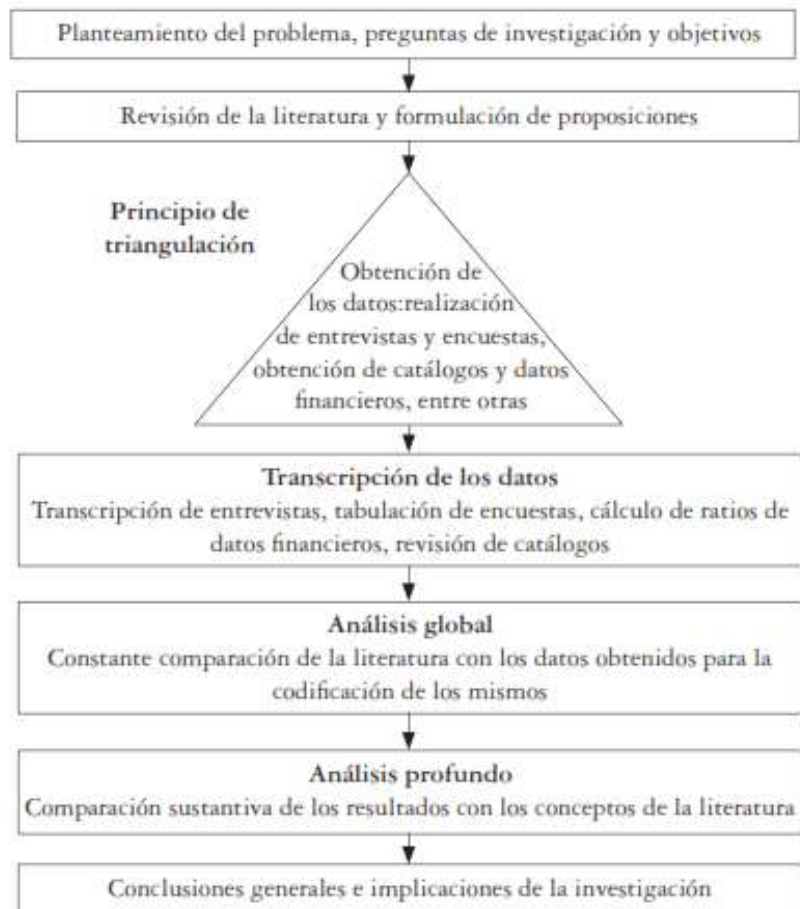 Planteamiento del problema, preguntas de investigación y objetivos
Revisión de la literatura y formulación de proposiciones
Principio de
triangulación
Obtención de
los datos:realización
de entrevistas y encuestas,
obtención de catálogos y datos
financieros, entre otras
Transcripción de los datos
Transcripción de entrevistas, tabulación de encuestas, cálculo de ratios de
datos financieros, revisión de catálogos
Análisis global
Constante comparación de la literatura con los datos obtenidos para la
codificación de los mismos
Análisis profundo
Comparación sustantiva de los resultados con los conceptos de la literatura
Conclusiones generales e implicaciones de la investigación